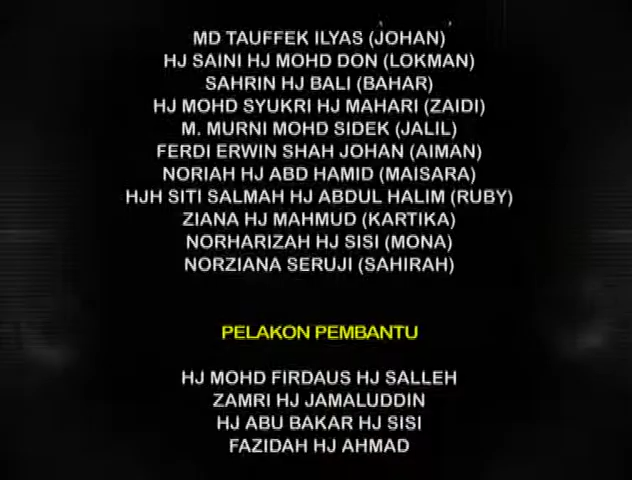 MD TAUFFEK ILYAS (JOHAN)
HJ SAINI HJ MOHD DON (LOKMAN)
SAHRIN HJ BALI (BAHAR)
HJ MOHD SYUKRI HJ MAHARI (ZAIDI)
M. MURNI MOHD SIDEK (JALIL)
FERDI ERWIN SHAH JOHAN (AIMAN)
NORIAH HJ ABD HAMID (MAISARA)
HJH SITI SALMAH HJ ABDUL HALIM (RUBY)
ZIANA HJ MAHMUD (KARTIKA)
NORHARIZAH HJ SISI (MONA)
NORZIANA SERUJI (SAHIRAH)
PELAKON PEMBANTU
HJ MOHD FIRDAUS HJ SALLEH
ZAMRI HJ JAMALUDDIN
HJ ABU BAKAR HJ SISI
FAZIDAH HJ AHMAD